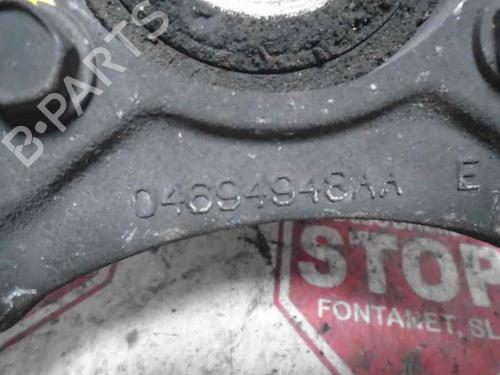 B-PARTS
04694948AA E
STOP
FONTANET, SL